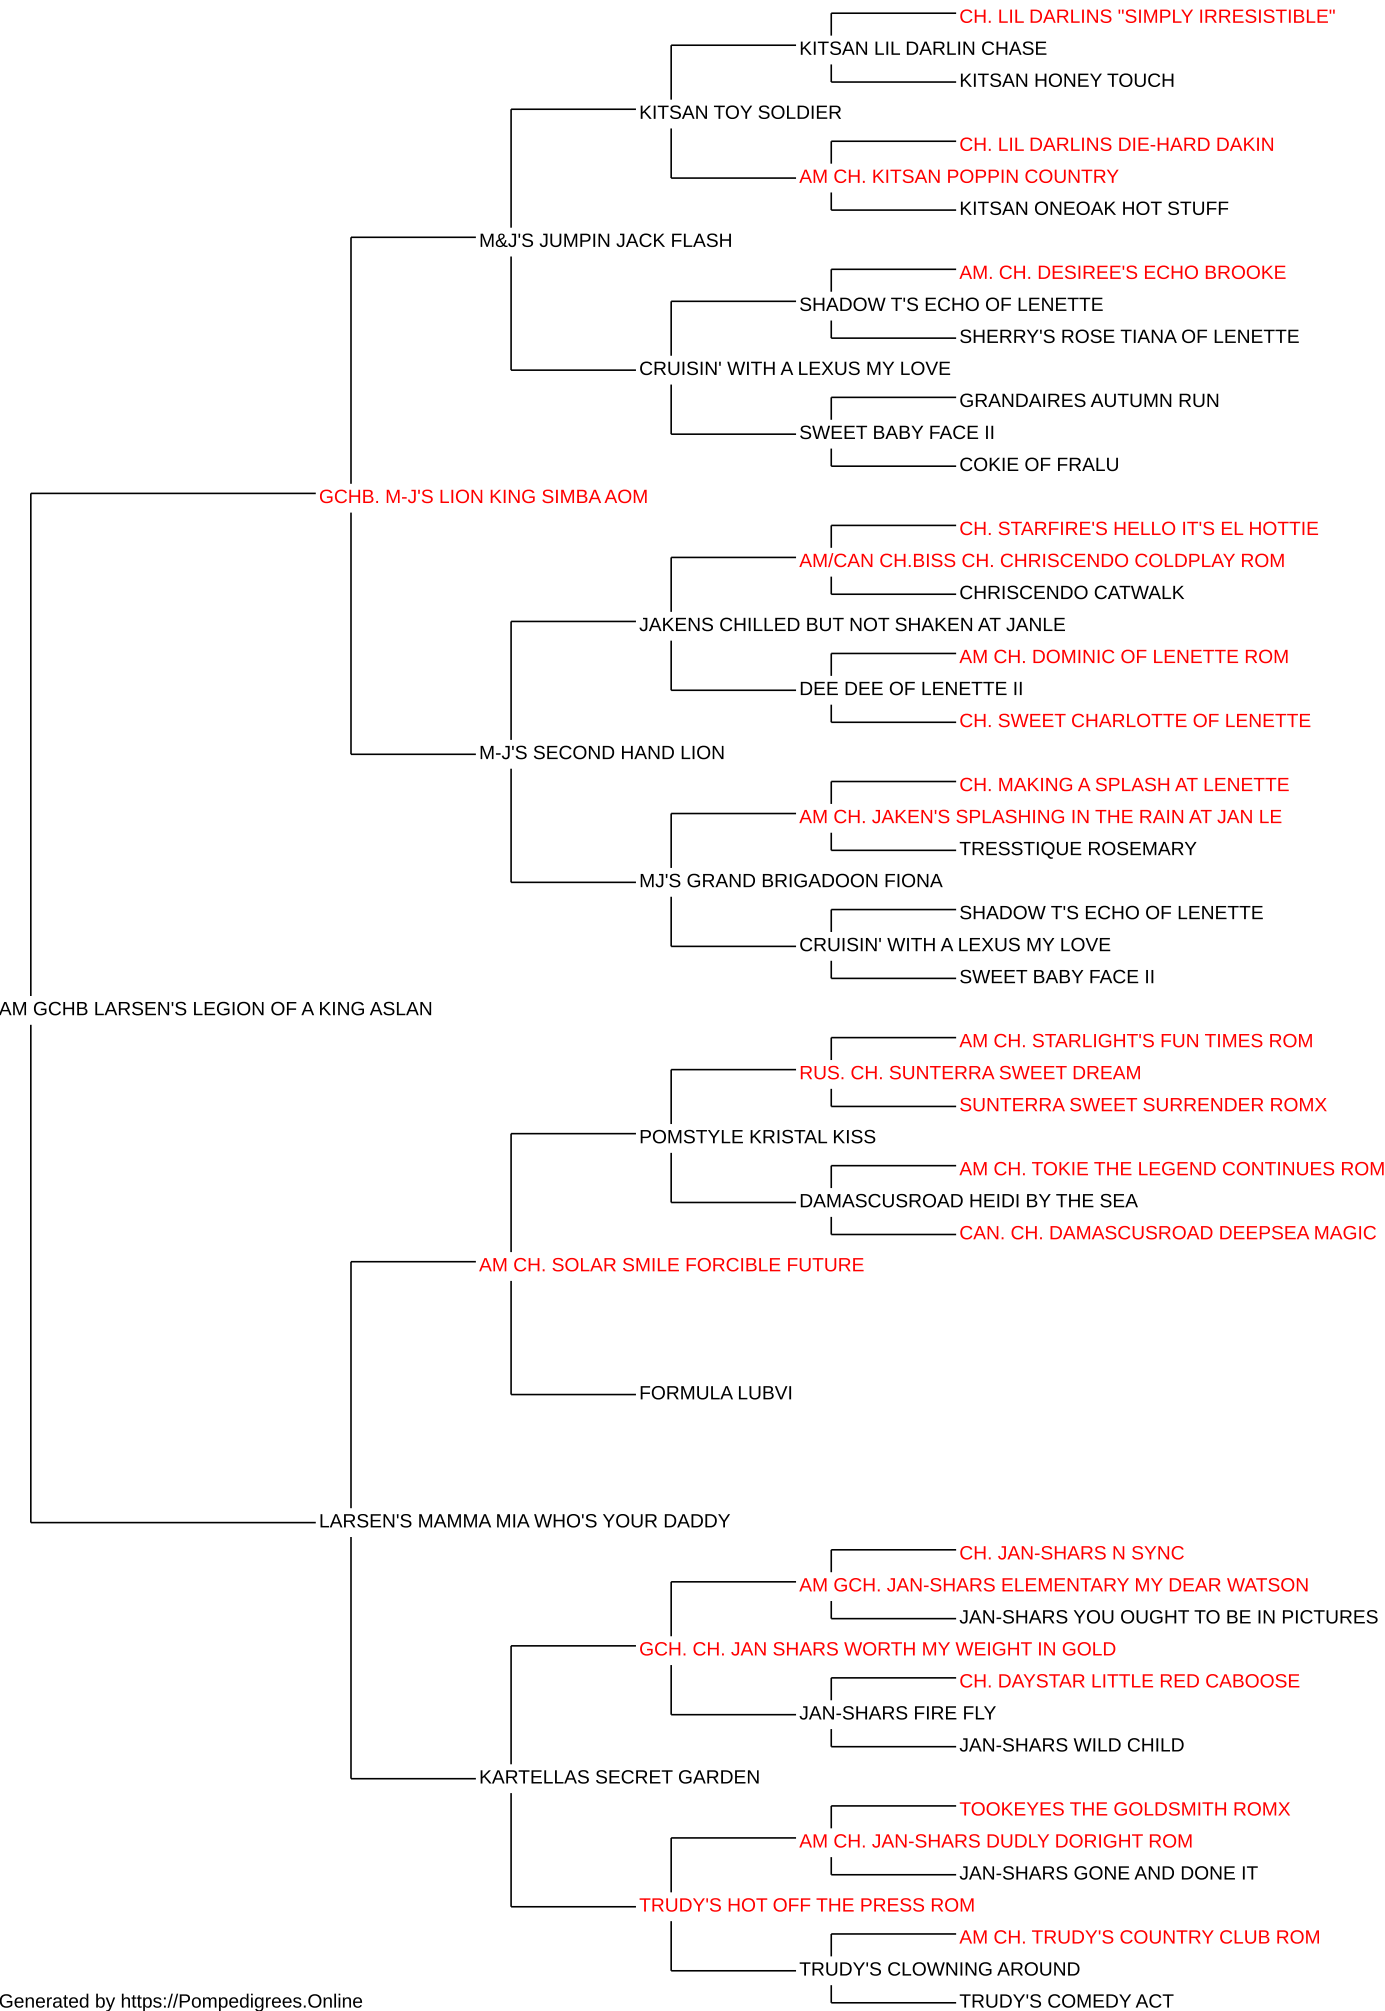 CH. LIL DARLINS "SIMPLY IRRESISTIBLE"
KITSAN LIL DARLIN CHASE
KITSAN HONEY TOUCH
KITSAN TOY SOLDIER
CH. LIL DARLINS DIE-HARD DAKIN
AM CH. KITSAN POPPIN COUNTRY
KITSAN ONEOAK HOT STUFF
M&J'S JUMPIN JACK FLASH
AM. CH. DESIREE'S ECHO BROOKE
SHADOW T'S ECHO OF LENETTE
SHERRY'S ROSE TIANA OF LENETTE
CRUISIN' WITH A LEXUS MY LOVE
GRANDAIRES AUTUMN RUN
SWEET BABY FACE II
COKIE OF FRALU
GCHB. M-J'S LION KING SIMBA AOM
CH. STARFIRE'S HELLO IT'S EL HOTTIE
AM/CAN CH.BISS CH. CHRISCENDO COLDPLAY ROM
CHRISCENDO CATWALK
JAKENS CHILLED BUT NOT SHAKEN AT JANLE
AM CH. DOMINIC OF LENETTE ROM
DEE DEE OF LENETTE II
CH. SWEET CHARLOTTE OF LENETTE
M-J'S SECOND HAND LION
CH. MAKING A SPLASH AT LENETTE
AM CH. JAKEN'S SPLASHING IN THE RAIN AT JAN LE
TRESSTIQUE ROSEMARY
MJ'S GRAND BRIGADOON FIONA
SHADOW T'S ECHO OF LENETTE
CRUISIN' WITH A LEXUS MY LOVE
SWEET BABY FACE II
AM GCHB LARSEN'S LEGION OF A KING ASLAN
AM CH. STARLIGHT'S FUN TIMES ROM
RUS. CH. SUNTERRA SWEET DREAM
SUNTERRA SWEET SURRENDER ROMX
POMSTYLE KRISTAL KISS
AM CH. TOKIE THE LEGEND CONTINUES ROM
DAMASCUSROAD HEIDI BY THE SEA
CAN. CH. DAMASCUSROAD DEEPSEA MAGIC
AM CH. SOLAR SMILE FORCIBLE FUTURE
FORMULA LUBVI
LARSEN'S MAMMA MIA WHO'S YOUR DADDY
CH. JAN-SHARS N SYNC
AM GCH. JAN-SHARS ELEMENTARY MY DEAR WATSON
JAN-SHARS YOU OUGHT TO BE IN PICTURES
GCH. CH. JAN SHARS WORTH MY WEIGHT IN GOLD
CH. DAYSTAR LITTLE RED CABOOSE
JAN-SHARS FIRE FLY
JAN-SHARS WILD CHILD
KARTELLAS SECRET GARDEN
TOOKEYES THE GOLDSMITH ROMX
AM CH. JAN-SHARS DUDLY DORIGHT ROM
JAN-SHARS GONE AND DONE IT
TRUDY'S HOT OFF THE PRESS ROM
AM CH. TRUDY'S COUNTRY CLUB ROM
TRUDY'S CLOWNING AROUND
TRUDY'S COMEDY ACT
Generated by https://Pompedigrees.Online